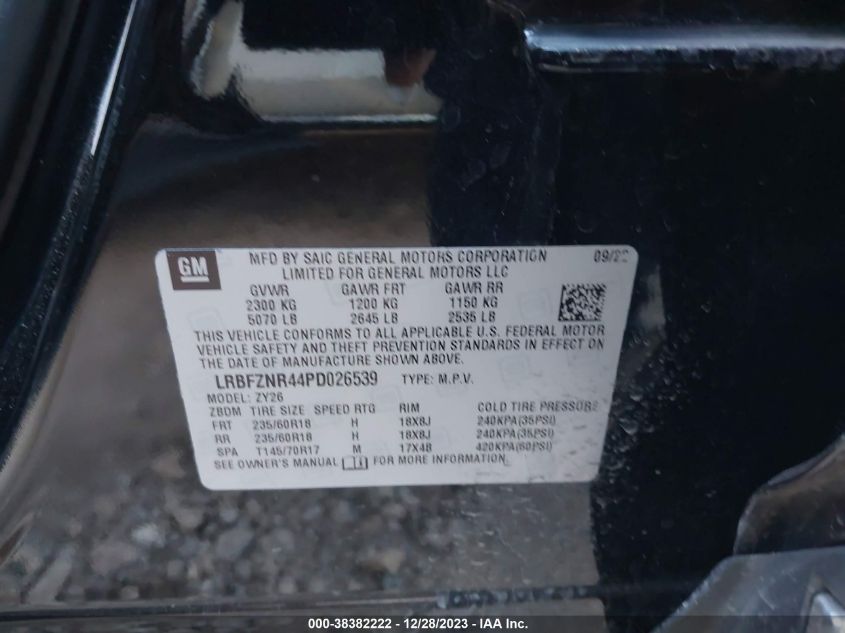 GM
MFD BY SAIC GENERAL MOTORS CORPORATION
LIMITED FOR GENERAL MOTORS LLC
GVWR GAWR FRT GAWR RR
2300 KG 1200 KG 1150 KG
5070 LB 2645 LB 2535 LB
THIS VEHICLE CONFORMS TO ALL APPLICABLE U.S. FEDERAL MOTOR
VEHICLE SAFETY AND THEFT PREVENTION STANDARDS IN EFFECT ON
THE DATE OF MANUFACTURE SHOWN ABOVE.
LRBFZNR44PD026539 TYPE: M.P.V.
MODEL: ZY26
ZBDM TIRE SIZE SPEED RTG RIM COLD TIRE PRESSURE
FRT 235/60R18 H 18X8J 240KPA(35PSI)
RR 235/60R18 H 18X8J 240KPA(35PSI)
SPA T145/70R17 M 17X4B 420KPA(60PSI)
SEE OWNER'S MANUAL FOR MORE INFORMATION.
000-38382222 - 12/28/2023 - IAA Inc.